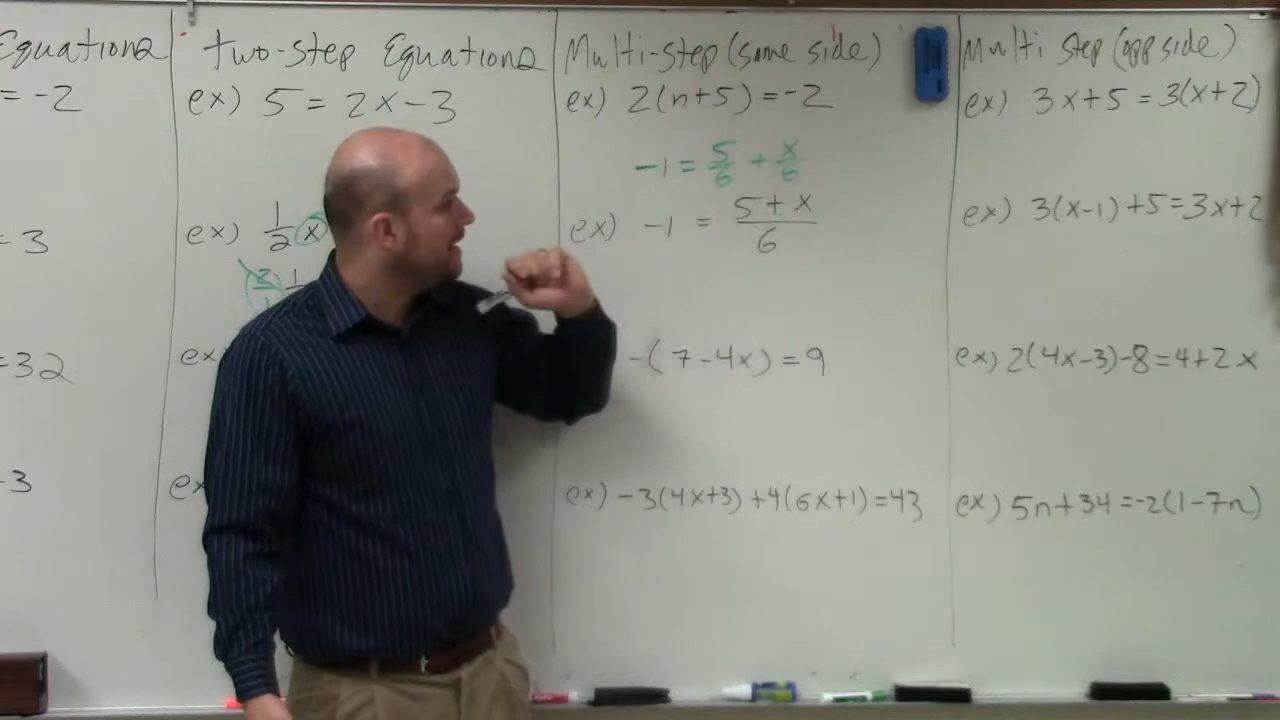 Equations
= -2
= 3
= 32
-3
Two-step Equations
ex) 5 = 2x - 3
ex) 1/2 x
1
ex
ex
Multi-step (same side)
ex) 2(n+5) = -2
-1 = 5/6 + x/6
ex) -1 = 5 + x / 6
-(7-4x) = 9
ex) -3(4x+3) +4(6x+1) = 43
Multi Step (opp side)
ex) 3x+5 = 3(x+2)
ex) 3(x-1) +5 = 3x+2
ex) 2(4x-3)-8 = 4+2x
ex) 5n+34 = -2(1-7n)